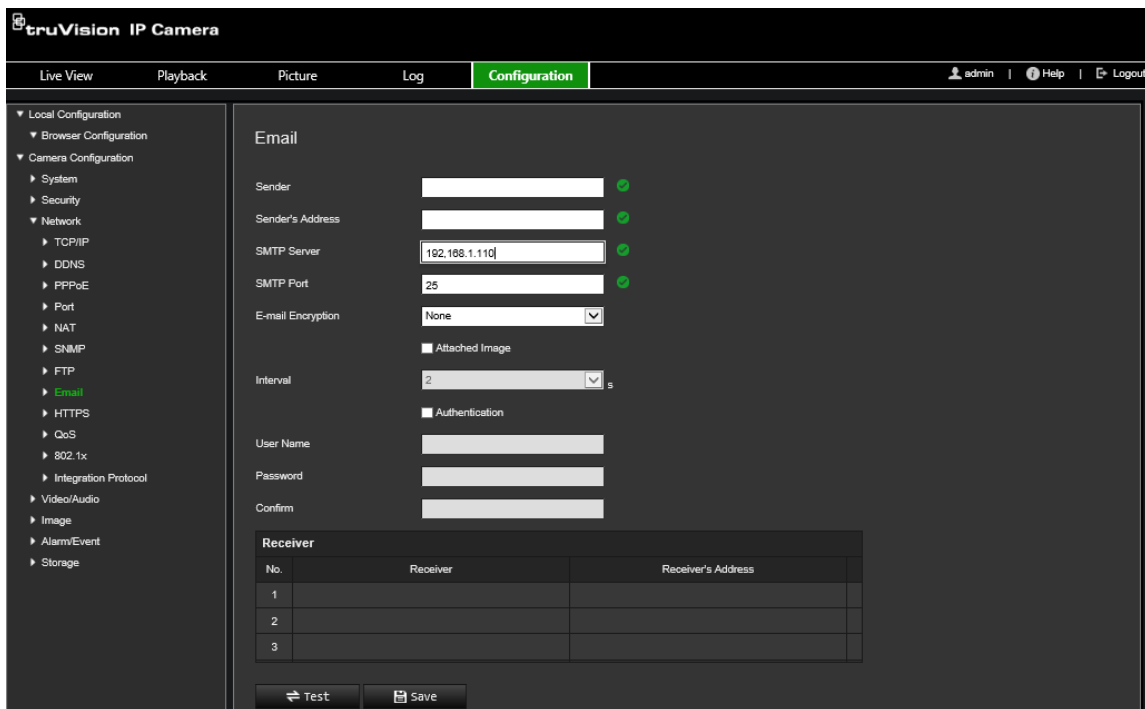 truVision IP Camera
Live View Playback Picture Log Configuration admin | Help | Logout
Local Configuration
Browser Configuration
Camera Configuration
System
Security
Network
TCP/IP
DDNS
PPPoE
Port
NAT
SNMP
FTP
Email
HTTPS
QoS
802.1x
Integration Protocol
Video/Audio
Image
Alarm/Event
Storage
Email
Sender
Sender's Address
SMTP Server 192,168.1.110
SMTP Port 25
E-mail Encryption None
Attached Image
Interval 2 s
Authentication
User Name
Password
Confirm
Receiver
No. Receiver Receiver's Address
1
2
3
Test Save